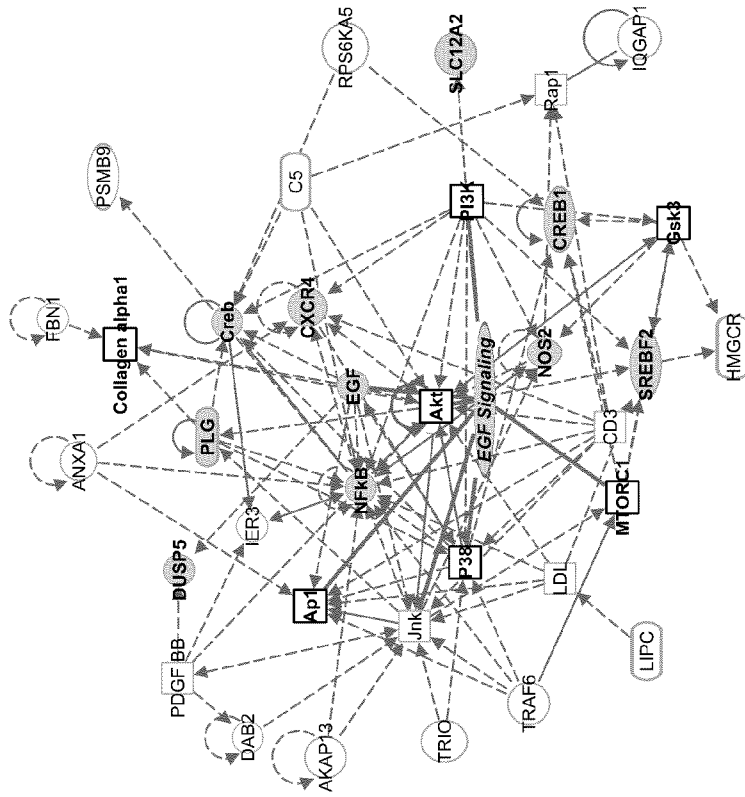 RPS6KA5
SLC12A2
IQGAP1
Rap1
PSMB9
C5
PI3K
CREB1
Gsk3
FBN1
Collagen alpha1
Creb
CXCR4
NOS2
SREBF2
HMGCR
EGF
Akt
EGF Signaling
PLG
ANXA1
NFkB
CD3
IER3
MTORC1
P38
DUSP5
Ap1
LDL
Jnk
PDGF BB
LIPC
DAB2
AKAP13
TRIO
TRAF6